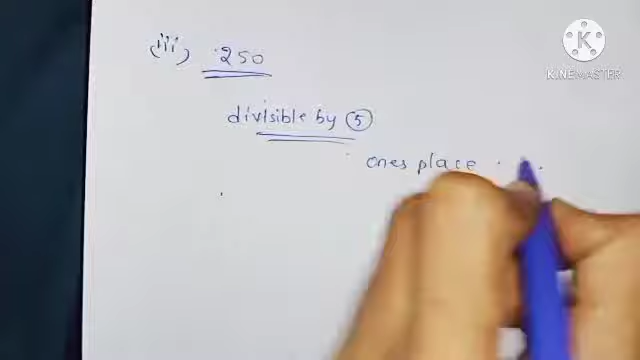 (iii) 250
divisible by 5
ones place
K
KINEMASTER